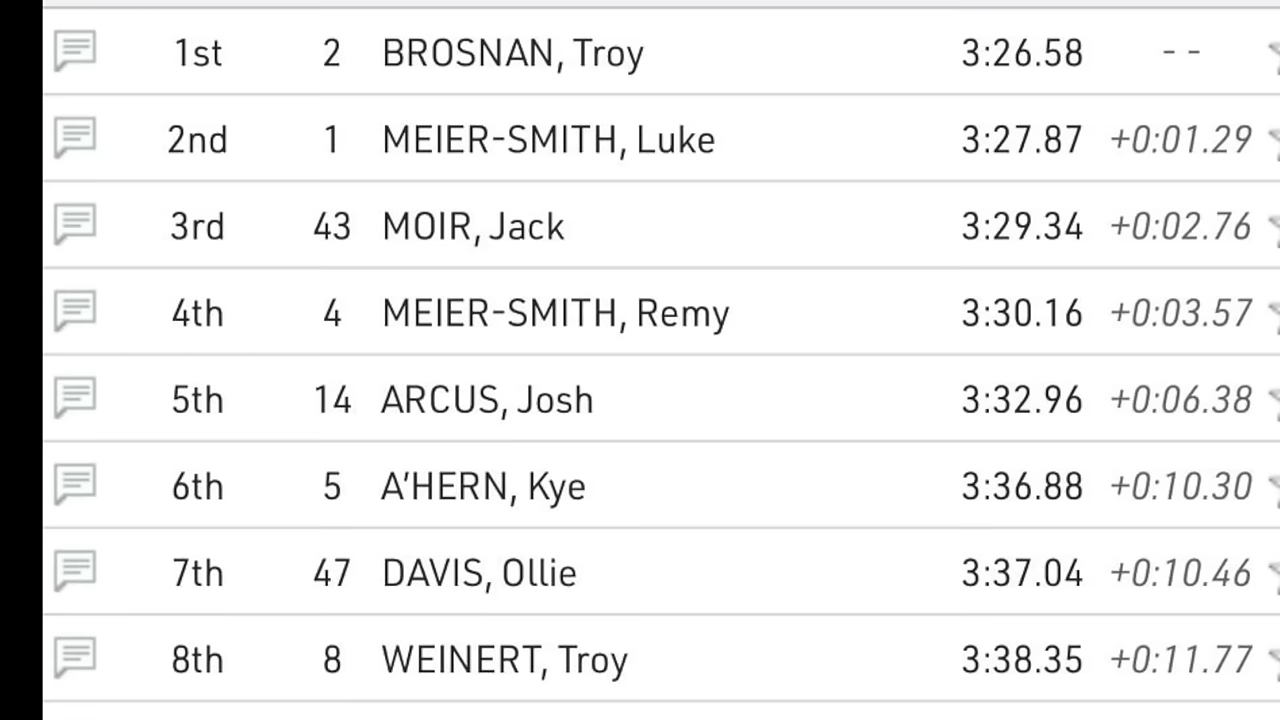 1st 2 BROSNAN, Troy 3:26.58 - -
2nd 1 MEIER-SMITH, Luke 3:27.87 +0:01.29
3rd 43 MOIR, Jack 3:29.34 +0:02.76
4th 4 MEIER-SMITH, Remy 3:30.16 +0:03.57
5th 14 ARCUS, Josh 3:32.96 +0:06.38
6th 5 A'HERN, Kye 3:36.88 +0:10.30
7th 47 DAVIS, Ollie 3:37.04 +0:10.46
8th 8 WEINERT, Troy 3:38.35 +0:11.77